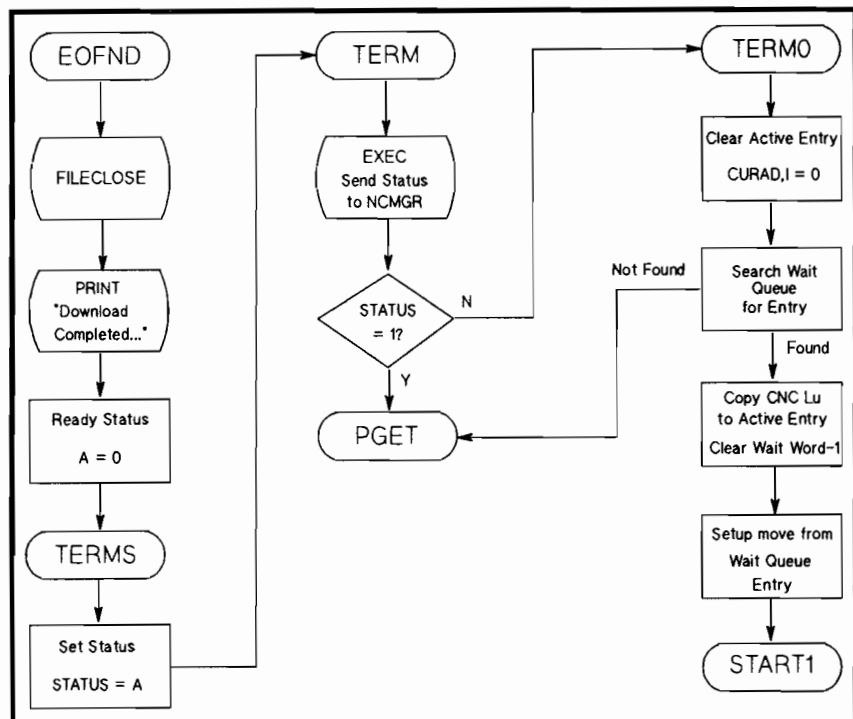 EOFND
FILECLOSE
PRINT
"Download
Completed..."
Ready Status
A = 0
TERMS
Set Status
STATUS = A
TERM
EXEC
Send Status
to NCMGR
STATUS
= 1?
N
Y
PGET
TERM0
Clear Active Entry
CURAD,I = 0
Search Wait
Queue
for Entry
Not Found
Found
Copy CNC Lu
to Active Entry
Clear Wait Word-1
Setup move from
Wait Queue
Entry
START1